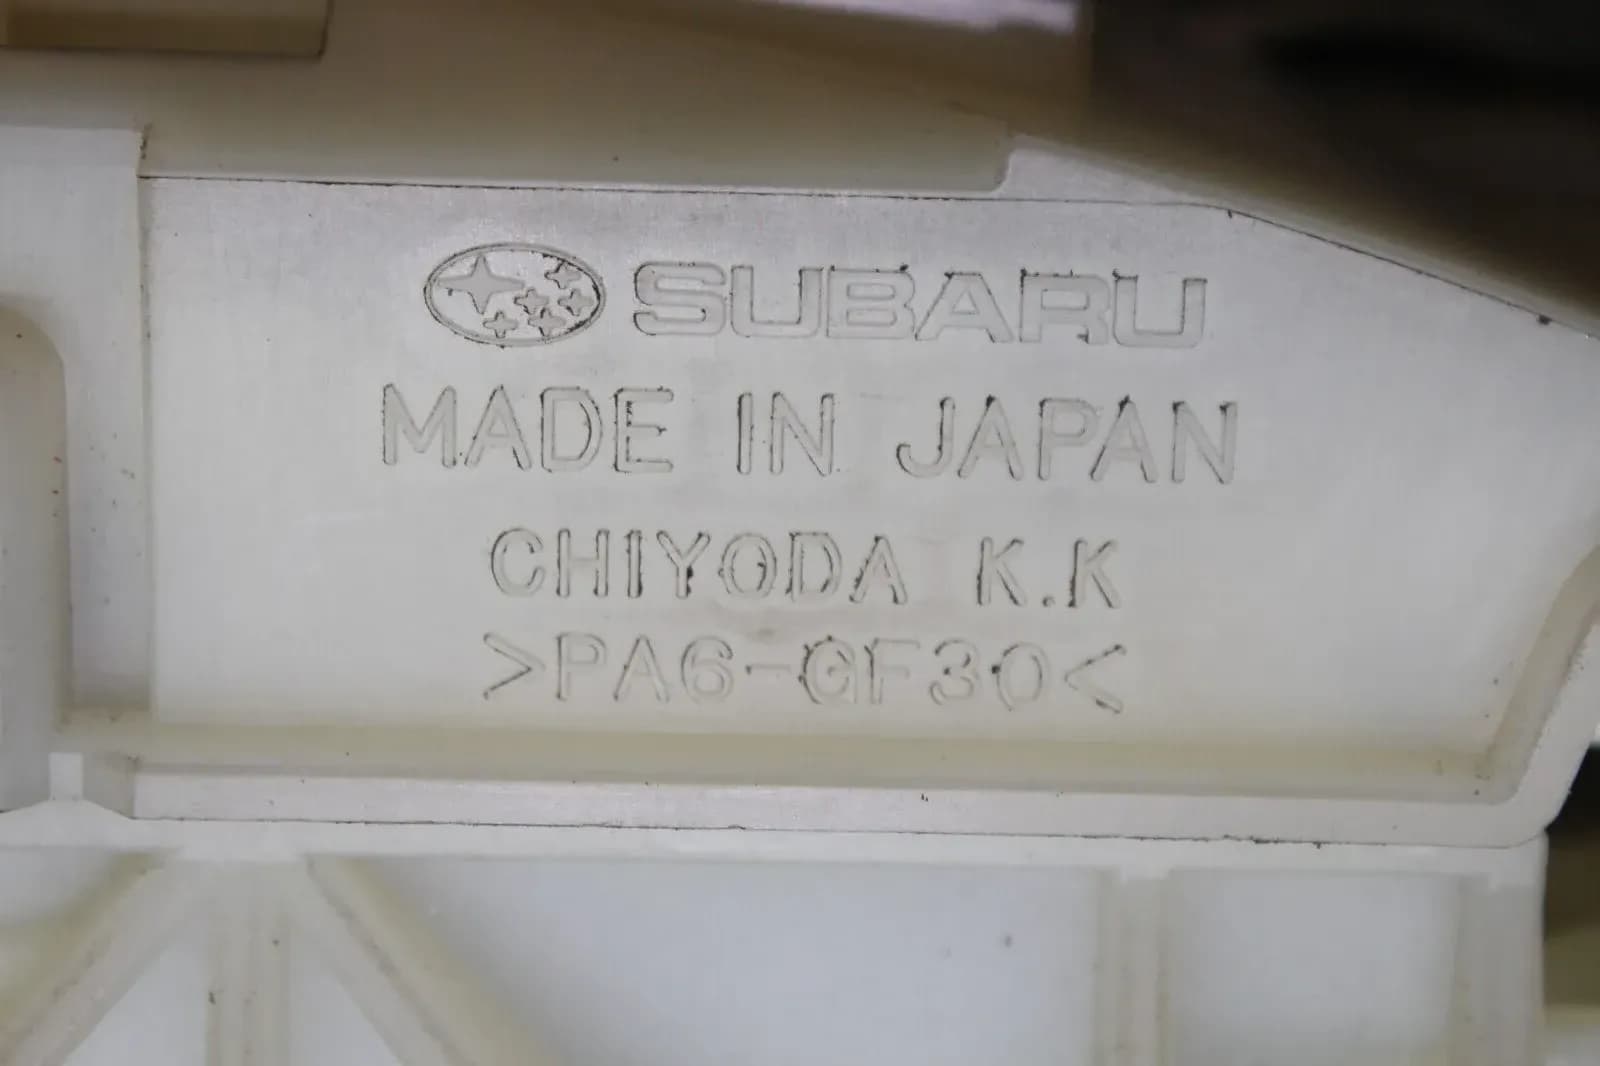 SUBARU
MADE IN JAPAN
CHIYODA K.K
>PA6-GF30<